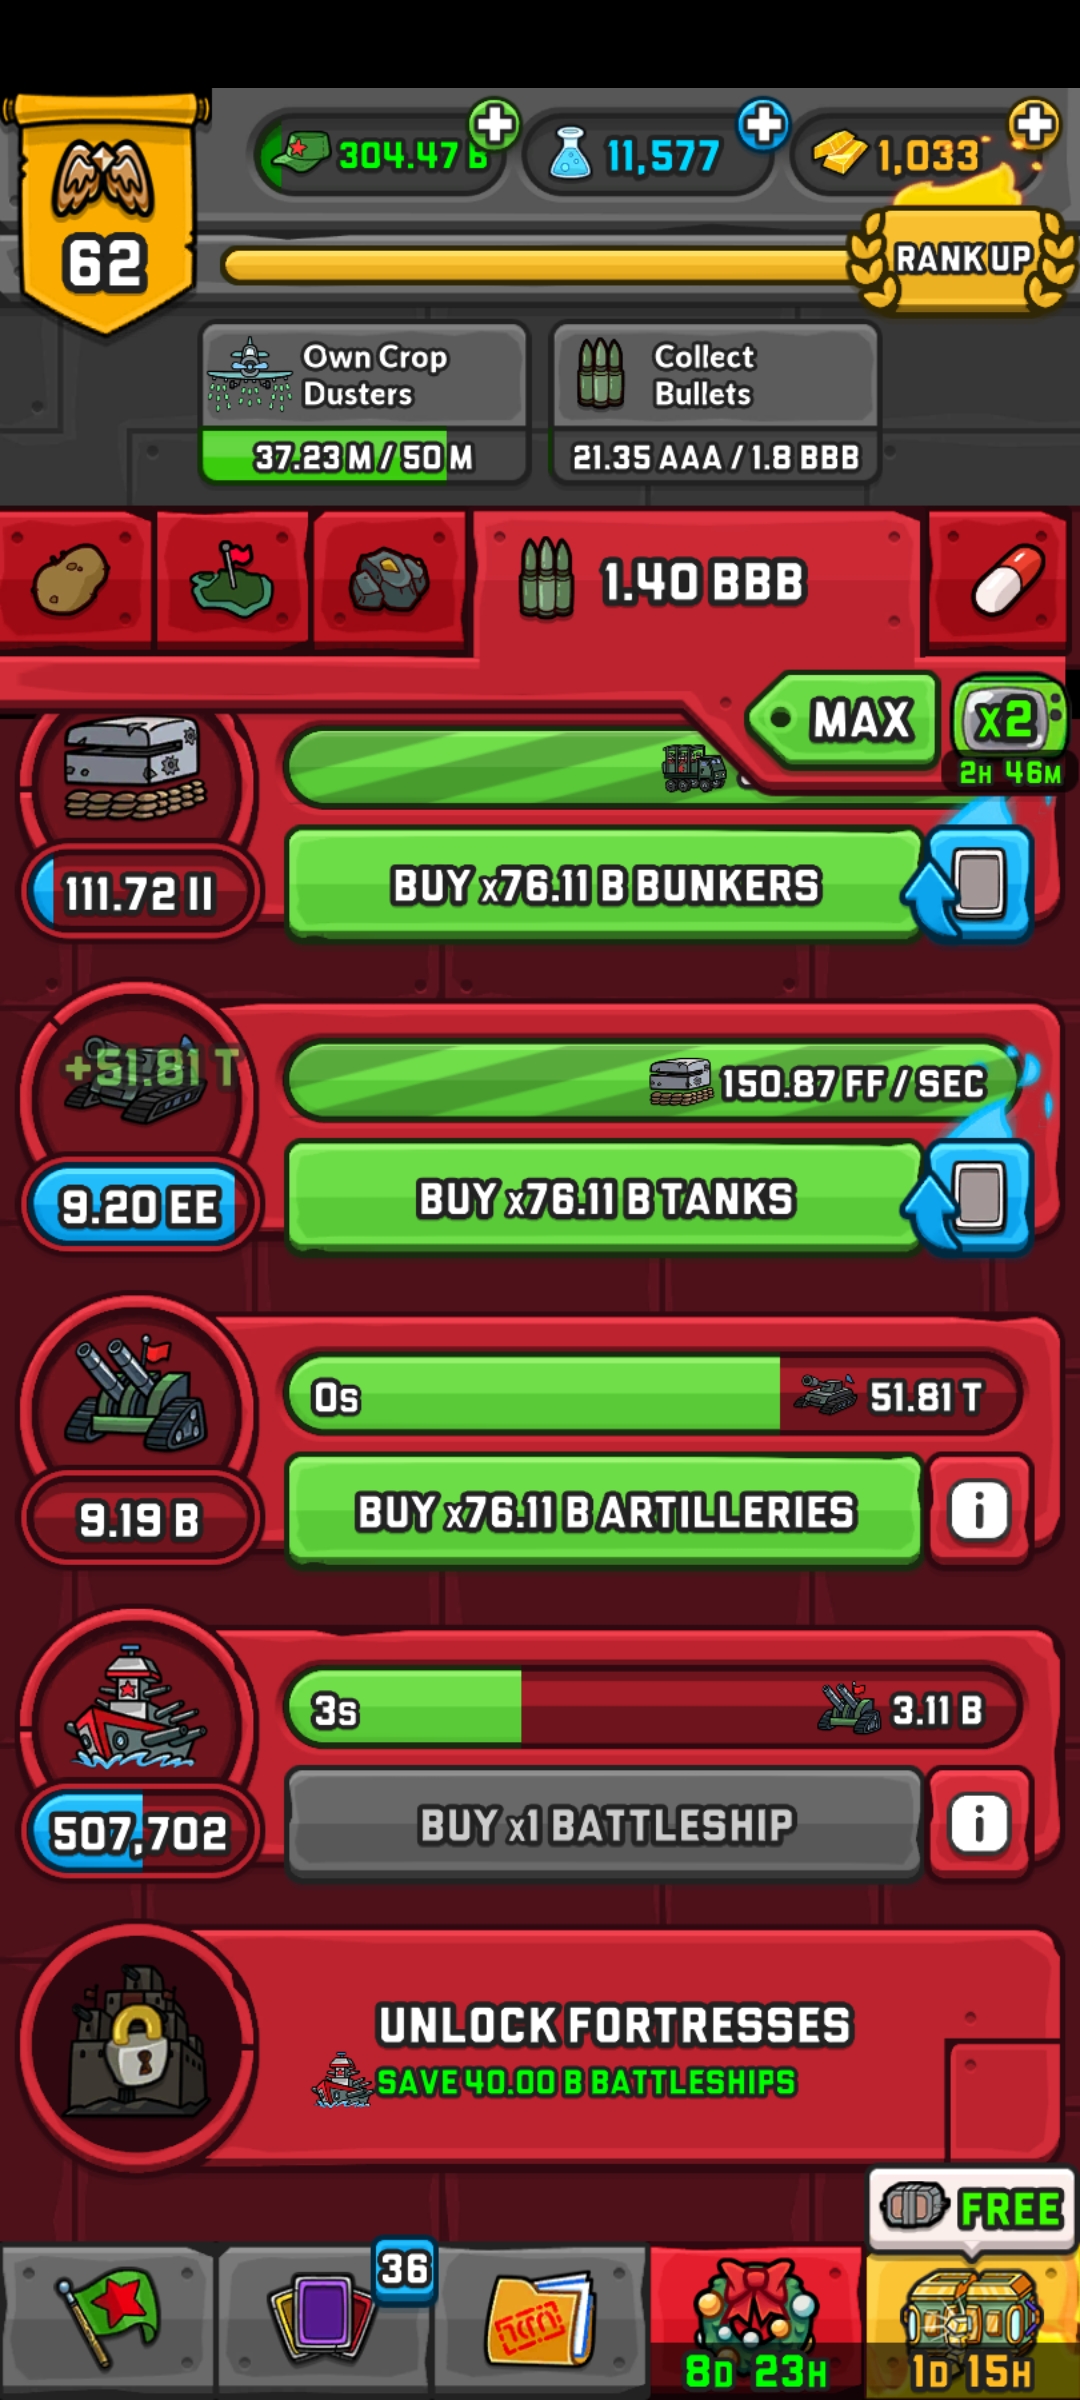 304.47 B
11,577
1,033
62
RANK UP
Own Crop
Dusters
37.23 M / 50 M
Collect
Bullets
21.35 AAA / 1.8 BBB
1.40 BBB
MAX
x2
2H 46M
111.72 II
BUY x76.11 B BUNKERS
+51.81 T
150.87 FF / SEC
9.20 EE
BUY x76.11 B TANKS
0s
51.81 T
9.19 B
BUY x76.11 B ARTILLERIES
i
3s
3.11 B
507,702
BUY x1 BATTLESHIP
i
UNLOCK FORTRESSES
SAVE 40.00 B BATTLESHIPS
FREE
36
8D 23H
1D 15H